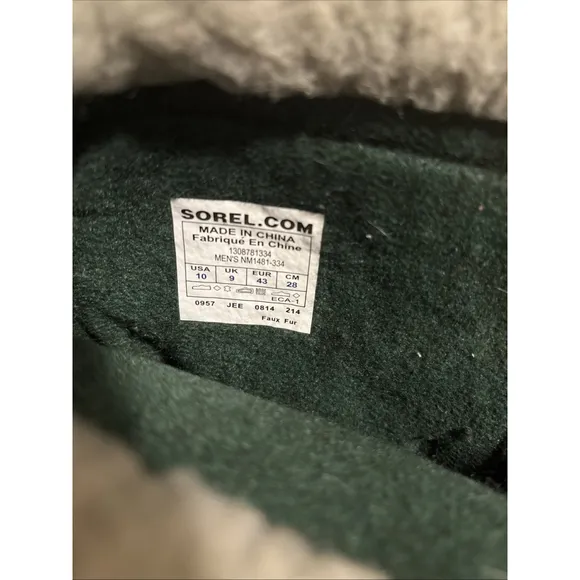 SOREL.COM
MADE IN CHINA
Fabriqué En Chine
1308781334
MEN'S NM1481-334
USA UK EUR CM
10 9 43 28
ECA-1
0957 JEE 0814 214
Faux Fur